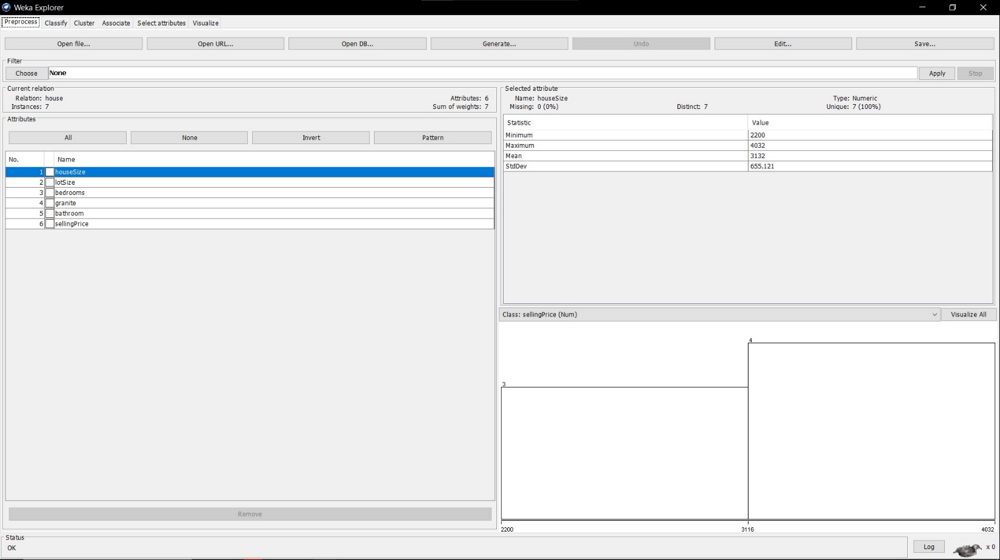 Weka Explorer
Preprocess Classify Cluster Associate Select attributes Visualize
Open file... Open URL... Open DB... Generate... Undo Edit... Save...
Filter
Choose None Apply Stop
Current relation
Relation: house Attributes: 6
Instances: 7 Sum of weights: 7
Attributes
All None Invert Pattern
No. Name
1 houseSize
2 lotSize
3 bedrooms
4 granite
5 bathroom
6 sellingPrice
Remove
Selected attribute
Name: houseSize Type: Numeric
Missing: 0 (0%) Distinct: 7 Unique: 7 (100%)
Statistic Value
Minimum 2200
Maximum 4032
Mean 3132
StdDev 655.121
Class: sellingPrice (Num) Visualize All
4
3
2200 3116 4032
Status
OK Log x 0